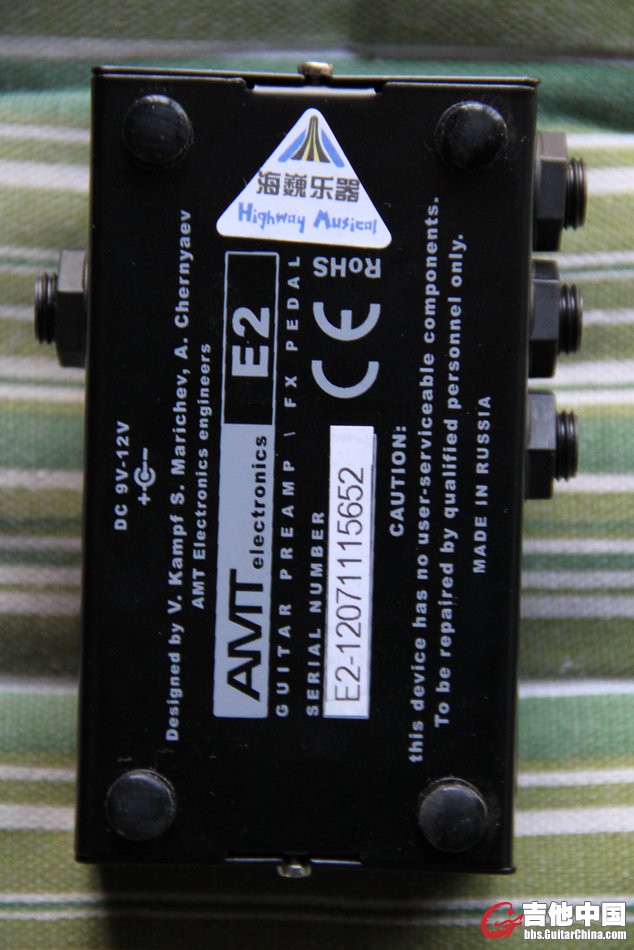 海巍乐器
Highway Musical
DC 9V-12V
Designed by V. Kampf S. Marichev, A. Chernyaev
AMT Electronics engineers
AMT electronics E2
GUITAR PREAMP \ FX PEDAL
SERIAL NUMBER
E2-120711115652
CE RoHS
CAUTION:
this device has no user-serviceable components.
To be repaired by qualified personnel only.
MADE IN RUSSIA
吉他中国
bbs.GuitarChina.com